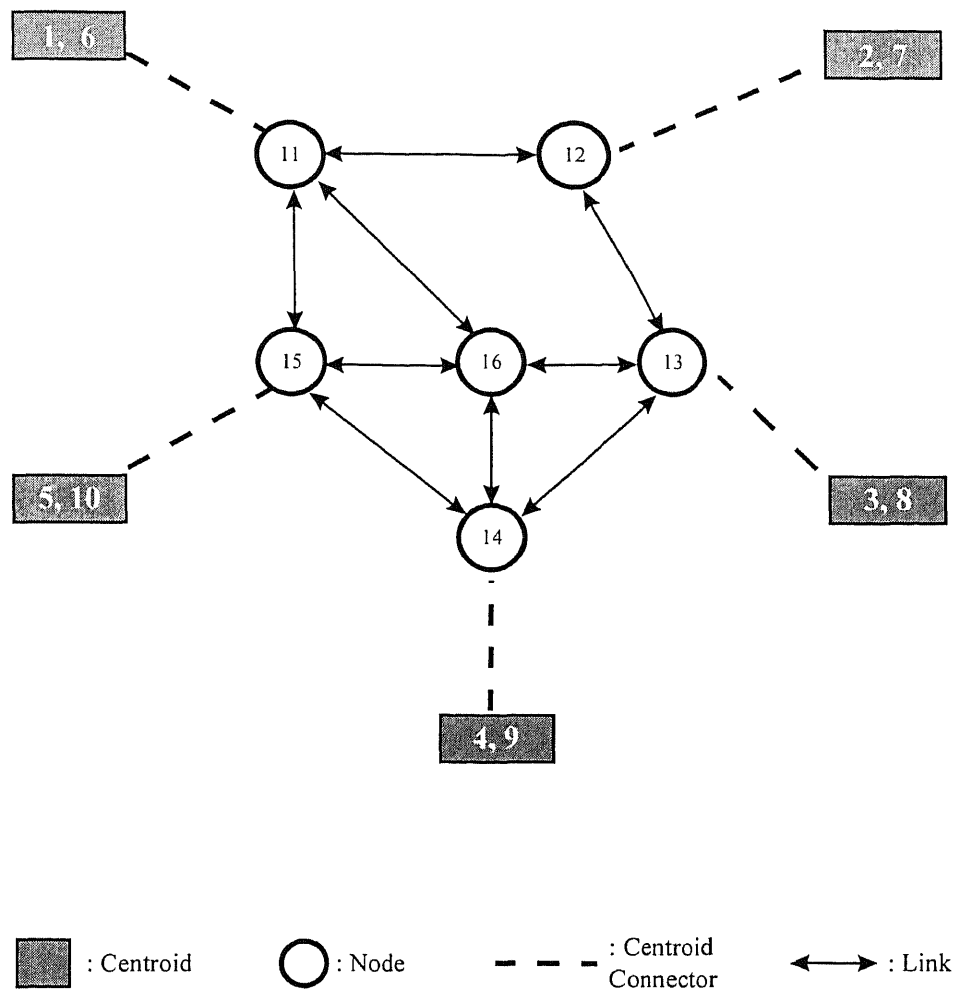 1, 6
2, 7
11
12
15
16
13
5, 10
3, 8
14
4, 9
: Centroid
: Node
: Centroid
Connector
: Link